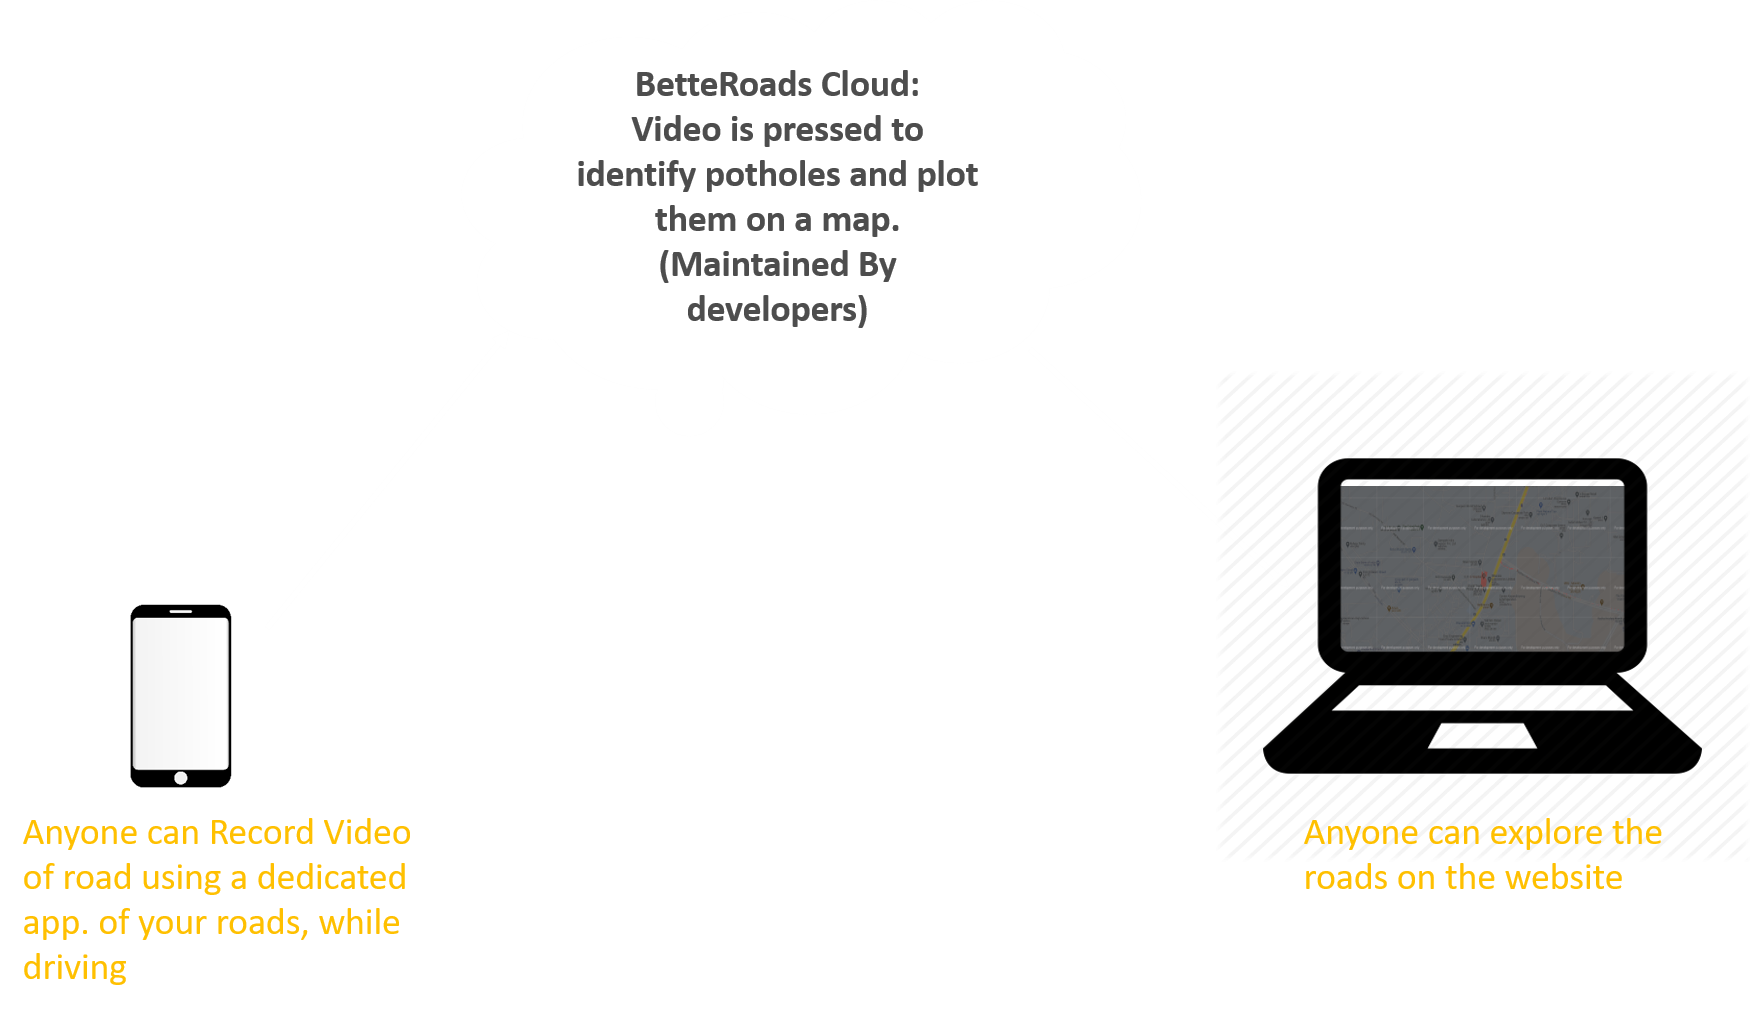 BetteRoads Cloud:
Video is pressed to
identify potholes and plot
them on a map.
(Maintained By
developers)
Anyone can Record Video
of road using a dedicated
app. of your roads, while
driving
Anyone can explore the
roads on the website